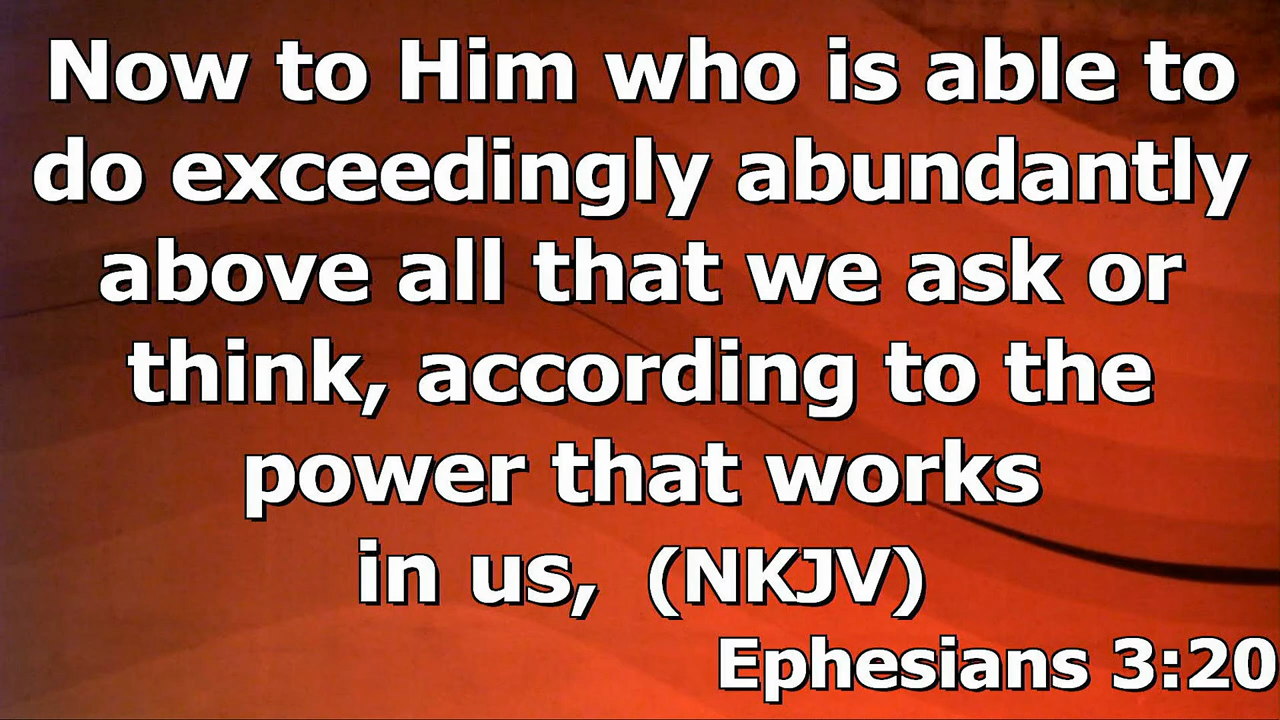 Now to Him who is able to
do exceedingly abundantly
above all that we ask or
think, according to the
power that works
in us, (NKJV)
Ephesians 3:20